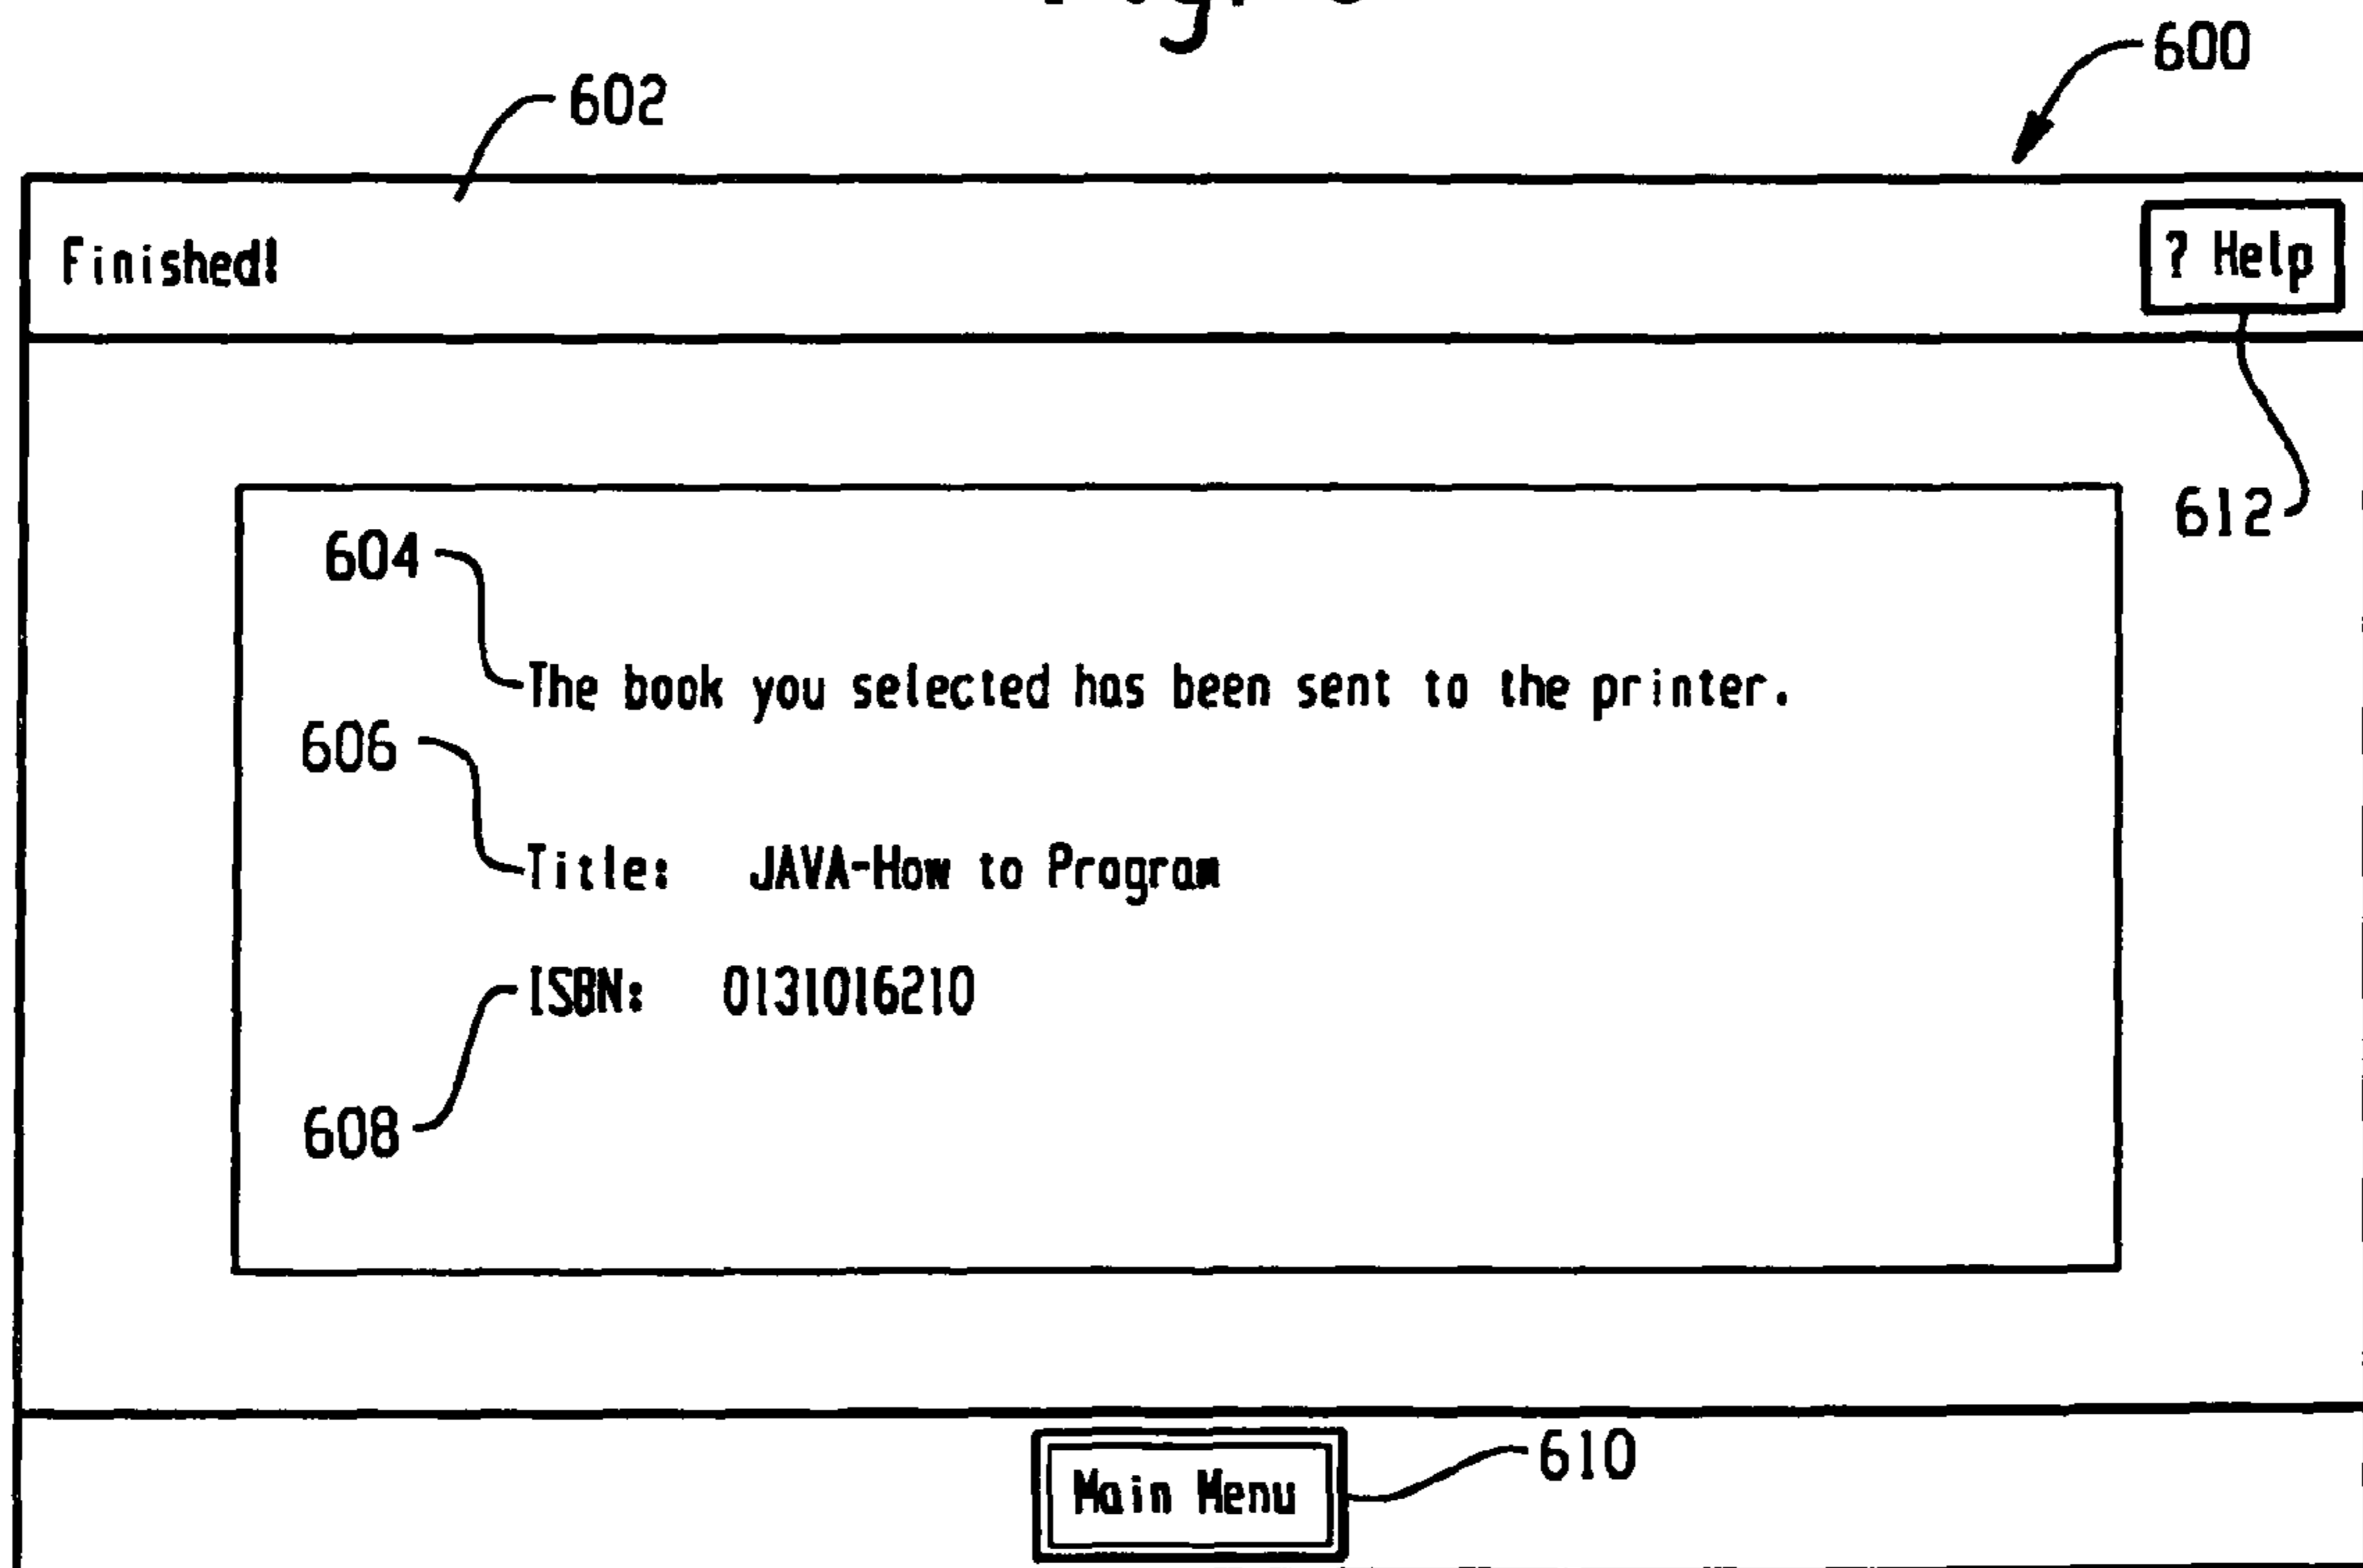 600
602
Finished!
? Help
612
604
The book you selected has been sent to the printer.
606
Title: JAVA-How to Program
ISBN: 0131016210
608
610
Main Menu